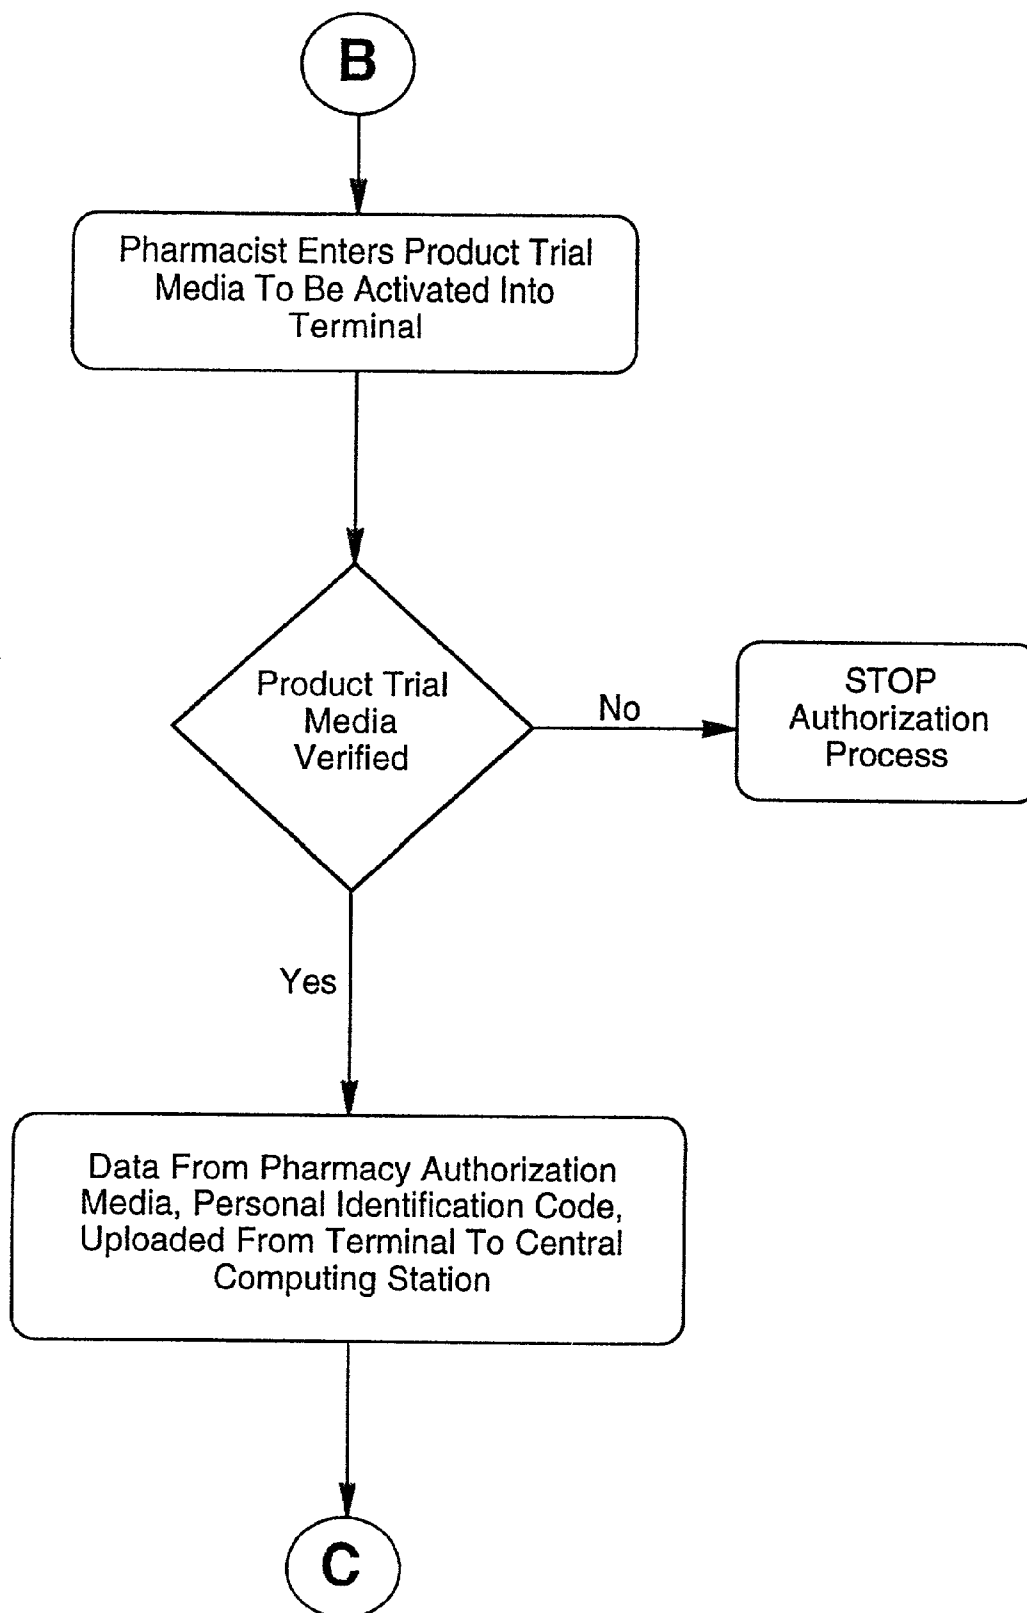 B
Pharmacist Enters Product Trial
Media To Be Activated Into
Terminal
Product Trial
Media
Verified
No
STOP
Authorization
Process
Yes
Data From Pharmacy Authorization
Media, Personal Identification Code,
Uploaded From Terminal To Central
Computing Station
C